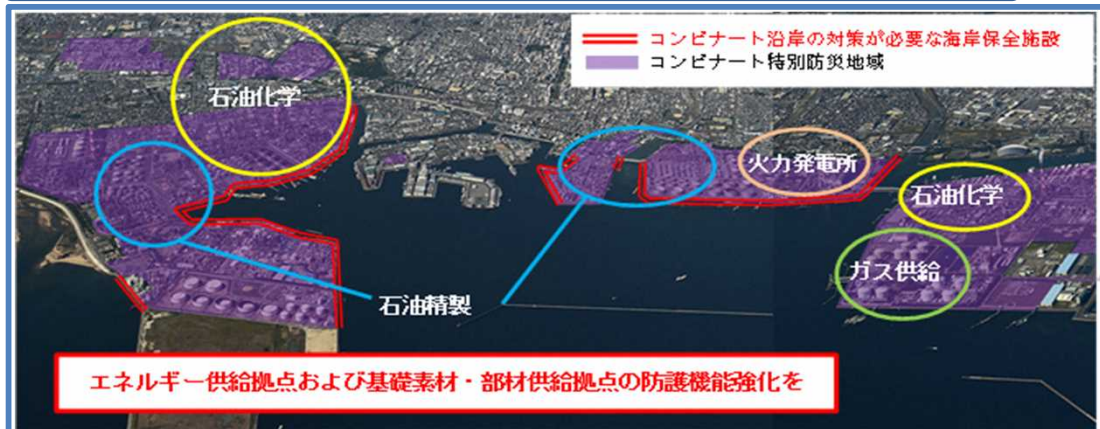 コンビナート沿岸の対策が必要な海岸保全施設
コンビナート特別防災地域
石油化学
火力発電所
石油化学
ガス供給
石油精製
エネルギー供給拠点および基礎素材・部材供給拠点の防護機能強化を